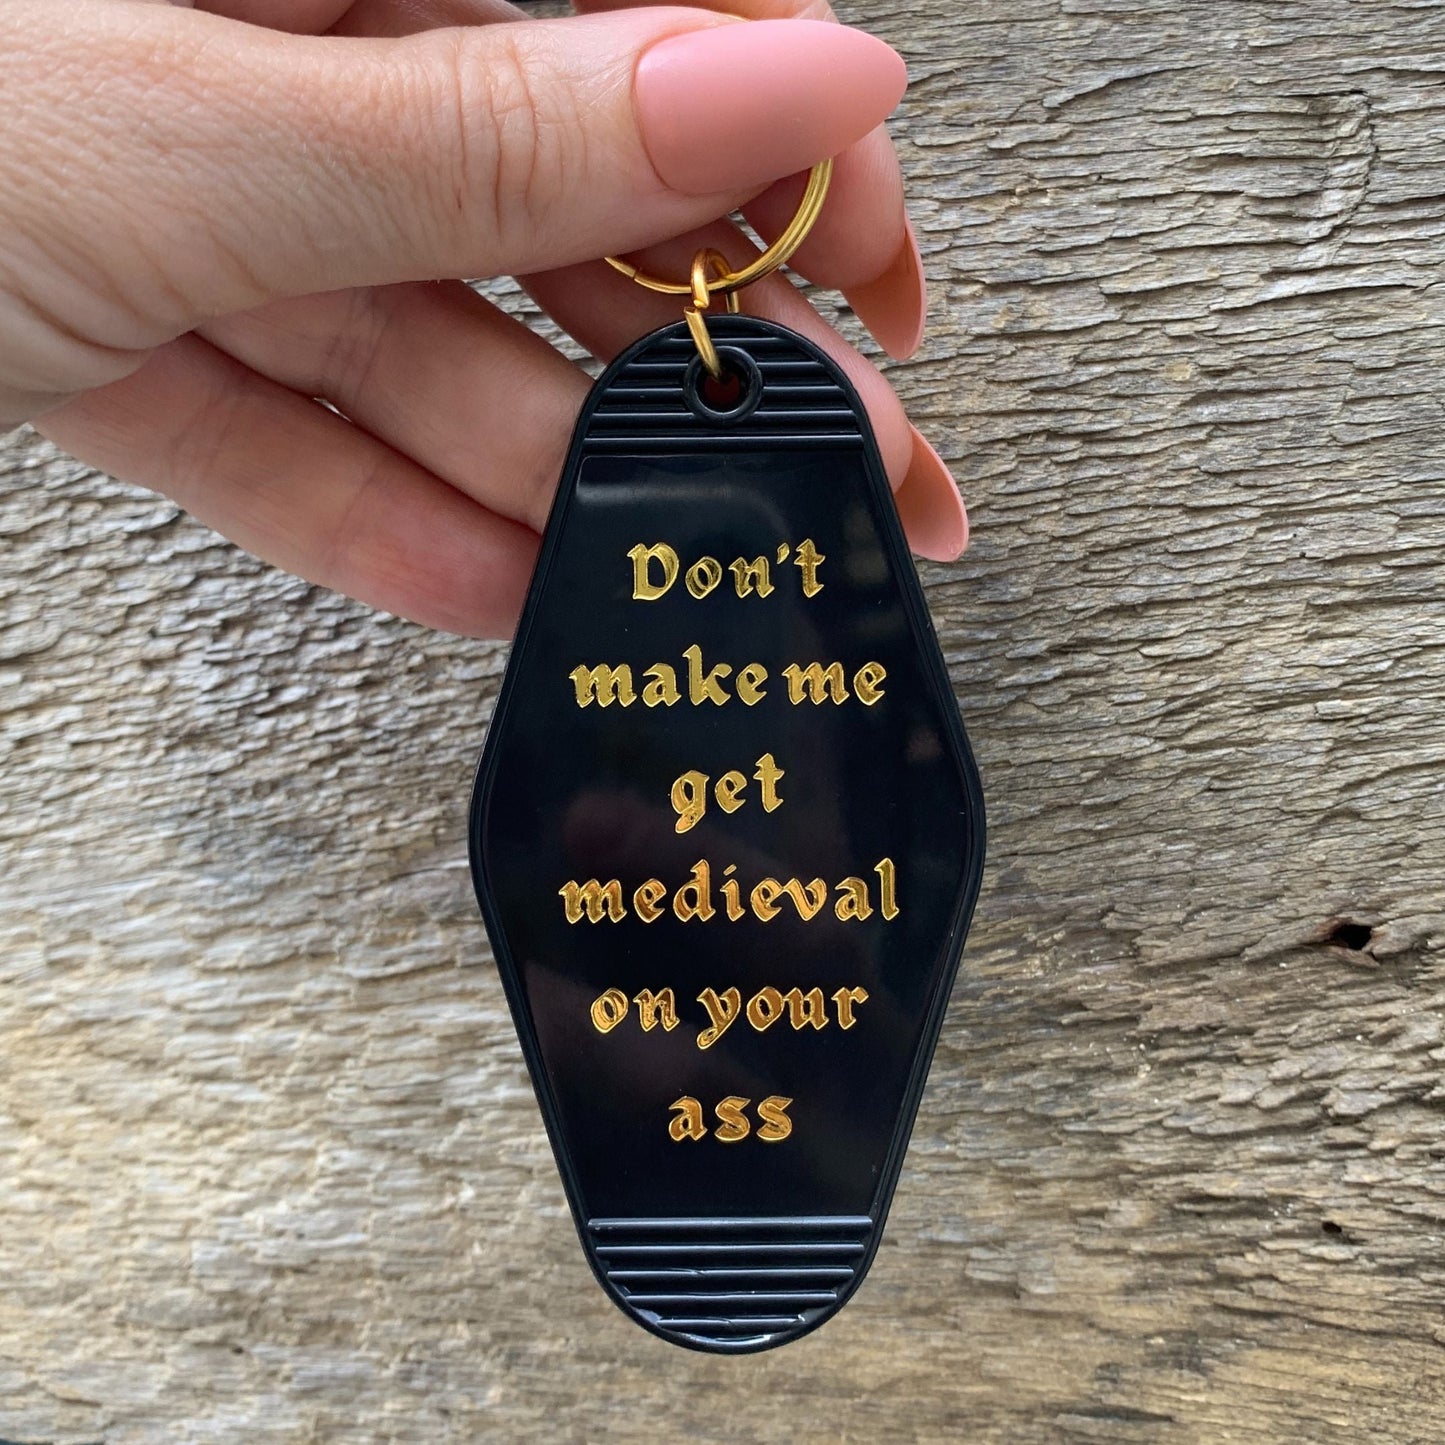 Don't
make me
get
medieval
on your
ass